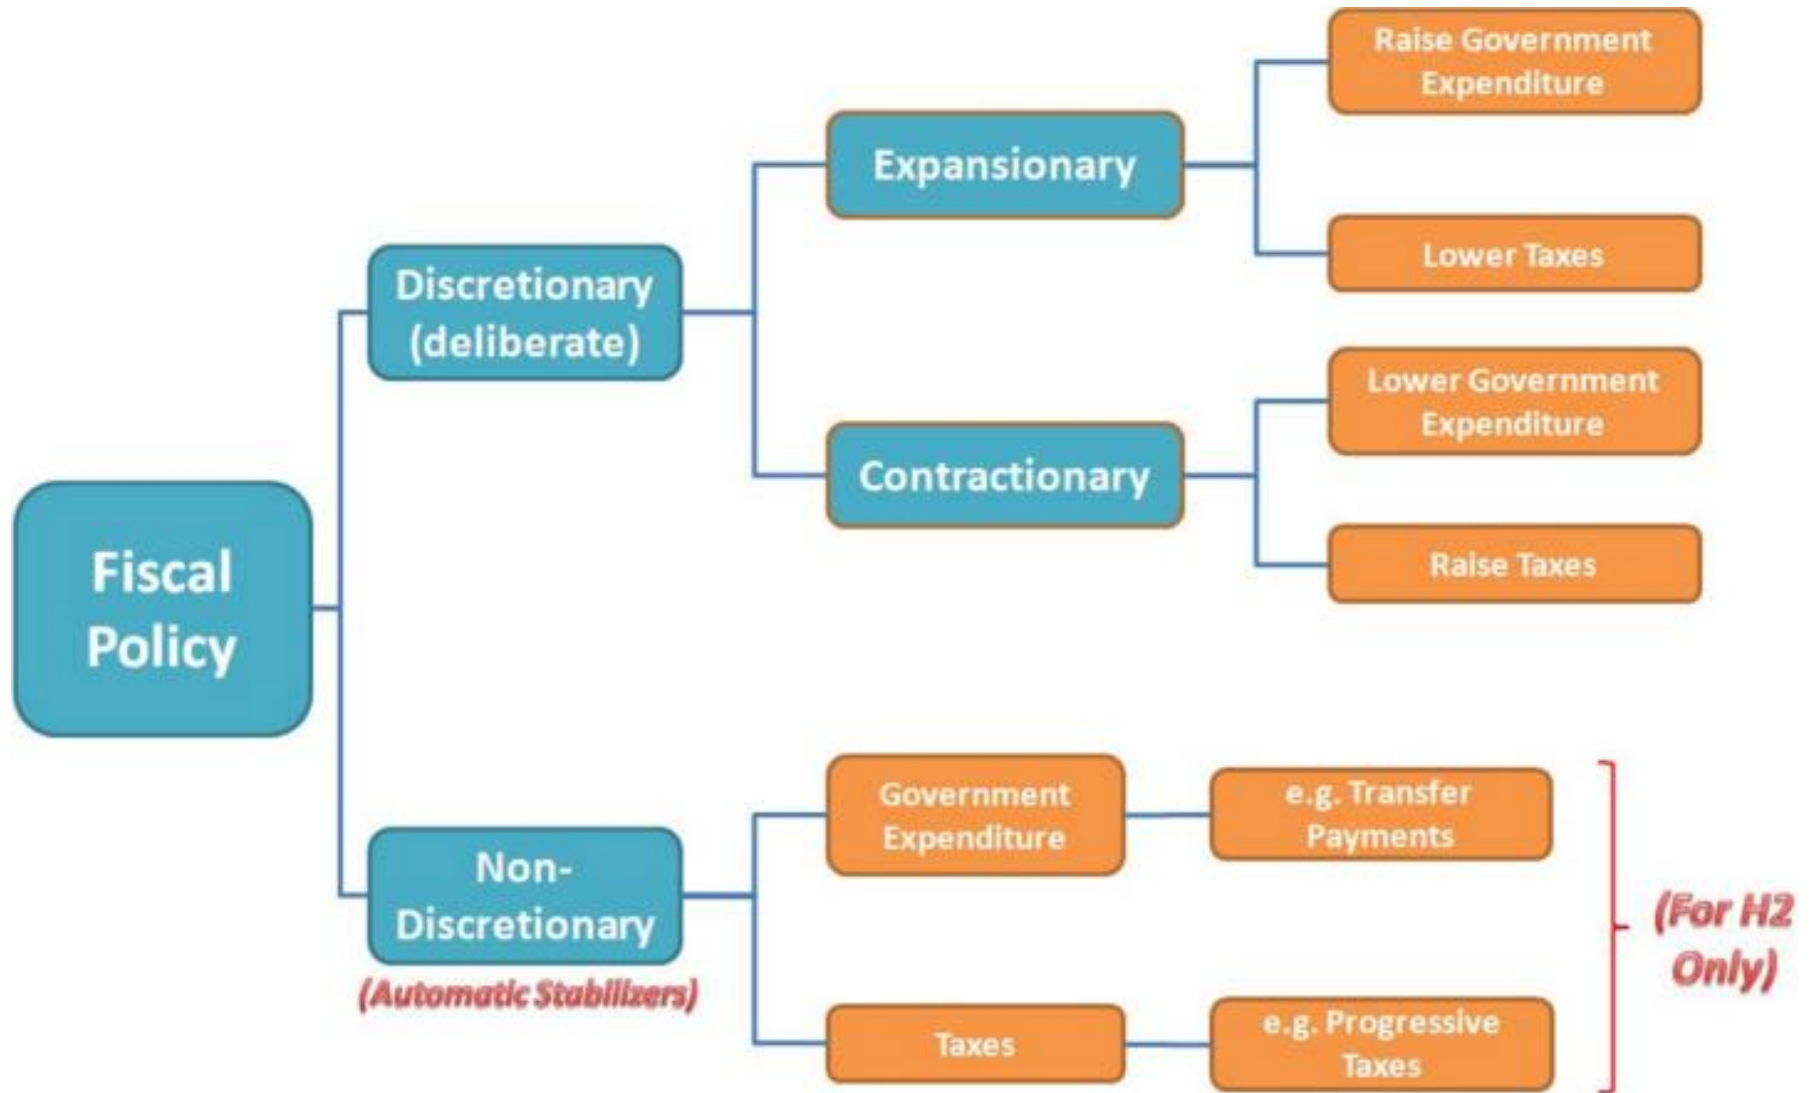 Fiscal
Policy
Discretionary
(deliberate)
Expansionary
Raise Government
Expenditure
Lower Taxes
Contractionary
Lower Government
Expenditure
Raise Taxes
Non-
Discretionary
(Automatic Stabilizers)
Government
Expenditure
e.g. Transfer
Payments
Taxes
e.g. Progressive
Taxes
(For H2
Only)